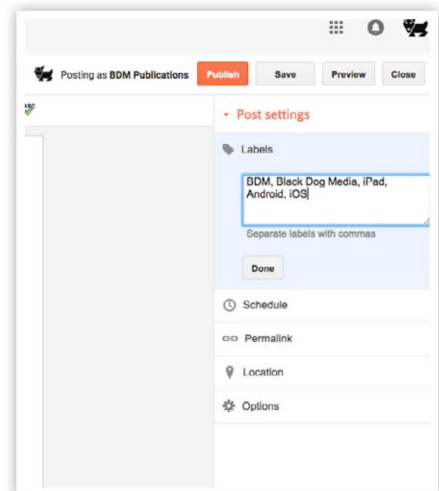 Posting as BDM Publications Publish Save Preview Close
ABC
Post settings
Labels
BDM, Black Dog Media, iPad,
Android, iOS
Separate labels with commas
Done
Schedule
Permalink
Location
Options